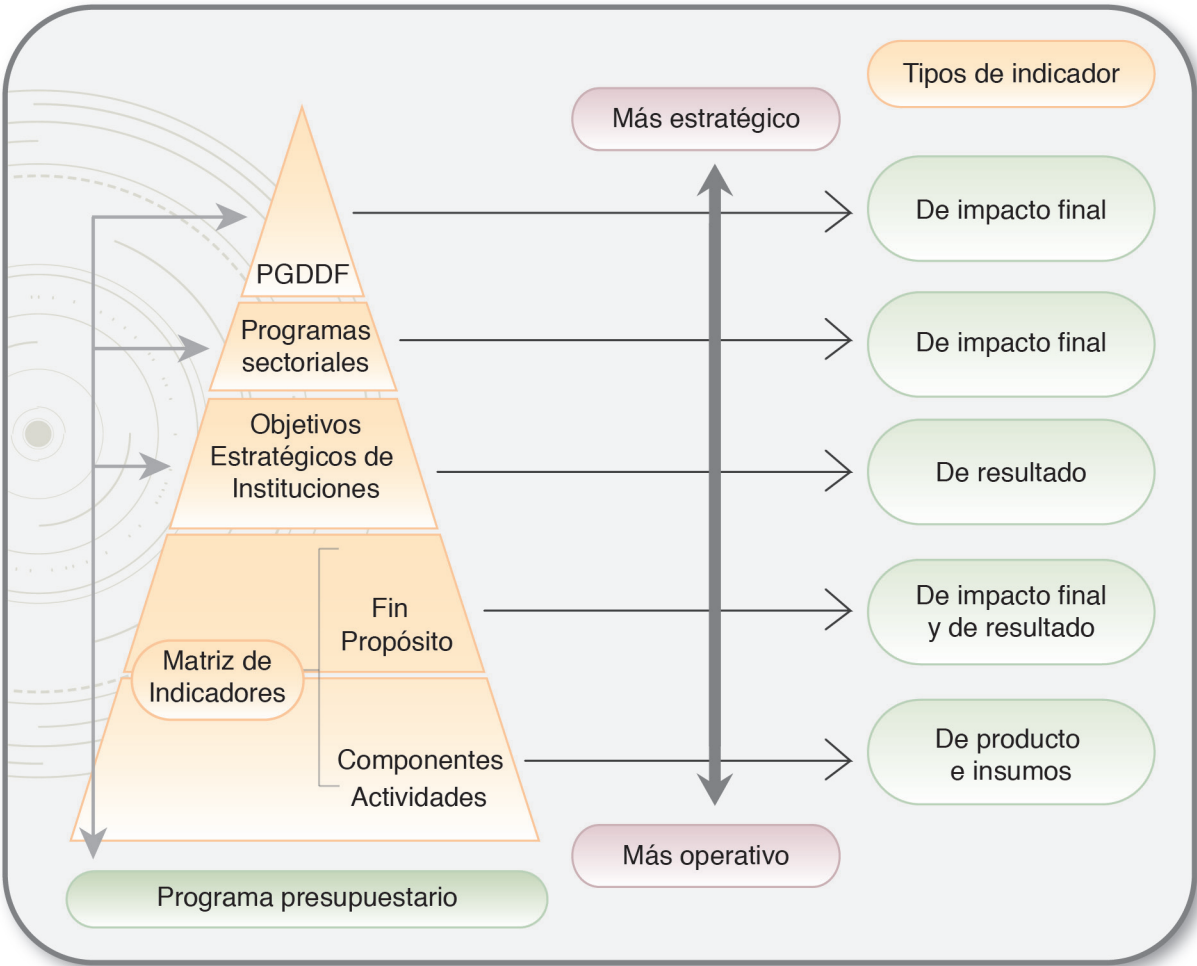 Tipos de indicador
Más estratégico
De impacto final
PGDDF
Programas
sectoriales
De impacto final
Objetivos
Estratégicos de
Instituciones
De resultado
Fin
Propósito
De impacto final
y de resultado
Matriz de
Indicadores
Componentes
Actividades
De producto
e insumos
Más operativo
Programa presupuestario